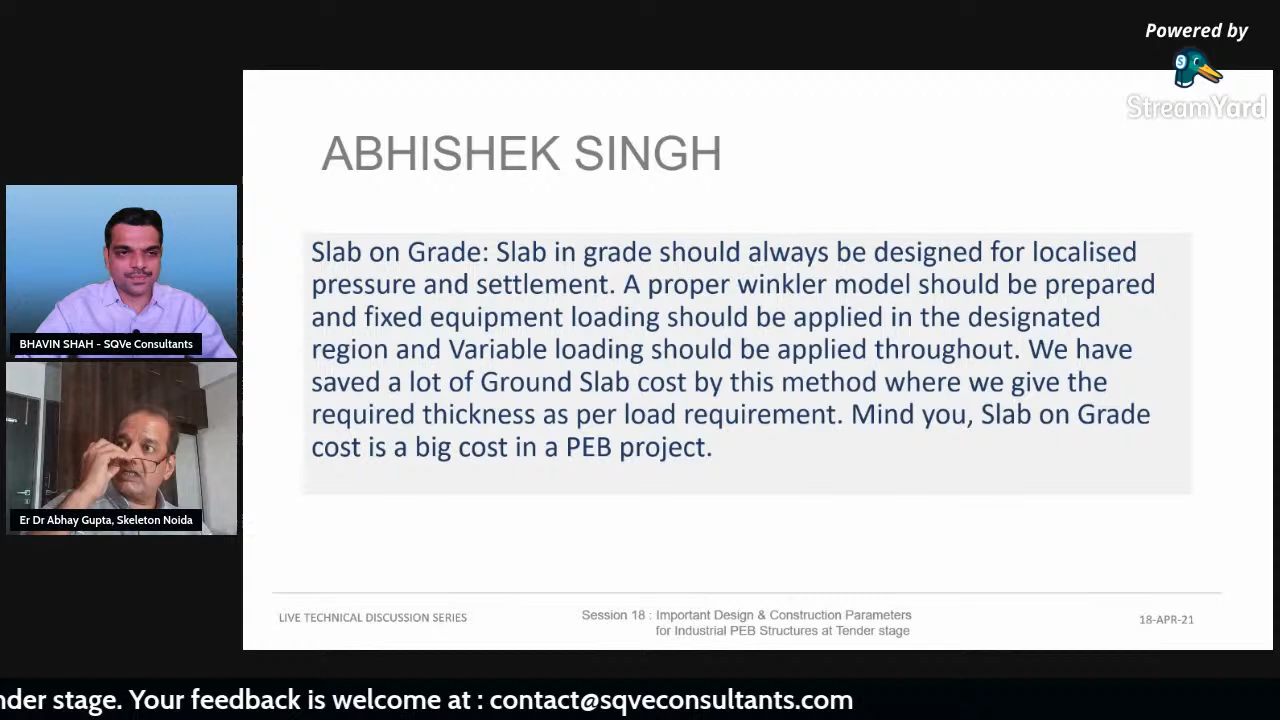 Powered by
S
StreamYard
ABHISHEK SINGH
Slab on Grade: Slab in grade should always be designed for localised
pressure and settlement. A proper winkler model should be prepared
and fixed equipment loading should be applied in the designated
region and Variable loading should be applied throughout. We have
saved a lot of Ground Slab cost by this method where we give the
required thickness as per load requirement. Mind you, Slab on Grade
cost is a big cost in a PEB project.
BHAVIN SHAH - SQVe Consultants
Er Dr Abhay Gupta, Skeleton Noida
LIVE TECHNICAL DISCUSSION SERIES
Session 18 : Important Design & Construction Parameters
for Industrial PEB Structures at Tender stage
18-APR-21
nder stage. Your feedback is welcome at : contact@sqveconsultants.com